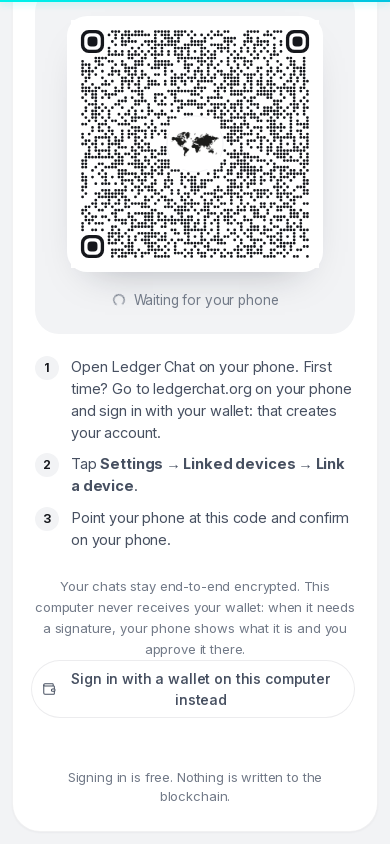 Waiting for your phone
1 Open Ledger Chat on your phone. First
time? Go to ledgerchat.org on your phone
and sign in with your wallet: that creates
your account.
2 Tap Settings → Linked devices → Link
a device.
3 Point your phone at this code and confirm
on your phone.
Your chats stay end-to-end encrypted. This
computer never receives your wallet: when it needs
a signature, your phone shows what it is and you
approve it there.
Sign in with a wallet on this computer
instead
Signing in is free. Nothing is written to the
blockchain.